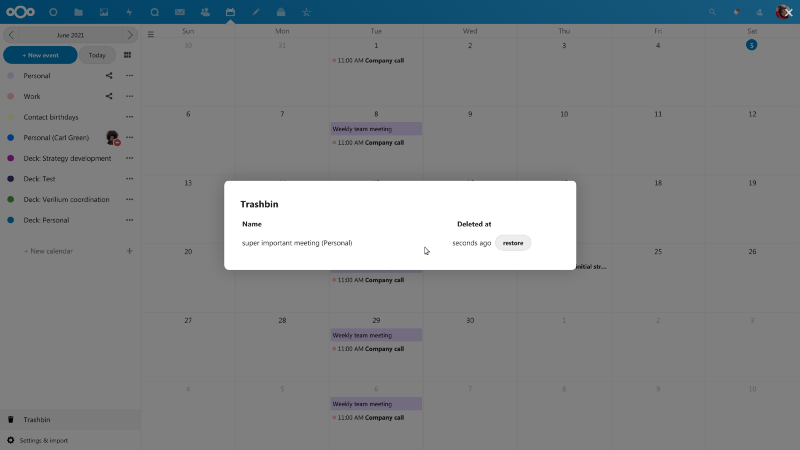 June 2021
+ New event
Today
Personal
Work
Contact birthdays
Personal (Carl Green)
Deck: Strategy development
Deck: Test
Deck: Verilium coordination
Deck: Personal
+ New calendar
Trashbin
Settings & import
Sun Mon Tue Wed Thu Fri Sat
30 31 1 2 3 4 5
11:00 AM Company call
6 7 8 9 10 11 12
Weekly team meeting
11:00 AM Company call
13 18 19
Trashbin
Name Deleted at
super important meeting (Personal) seconds ago restore
20 25 26
initial str...
11:00 AM Company call
27 28 29 30 1 2 3
Weekly team meeting
11:00 AM Company call
4 5 6 7 8 9 10
Weekly team meeting
11:00 AM Company call